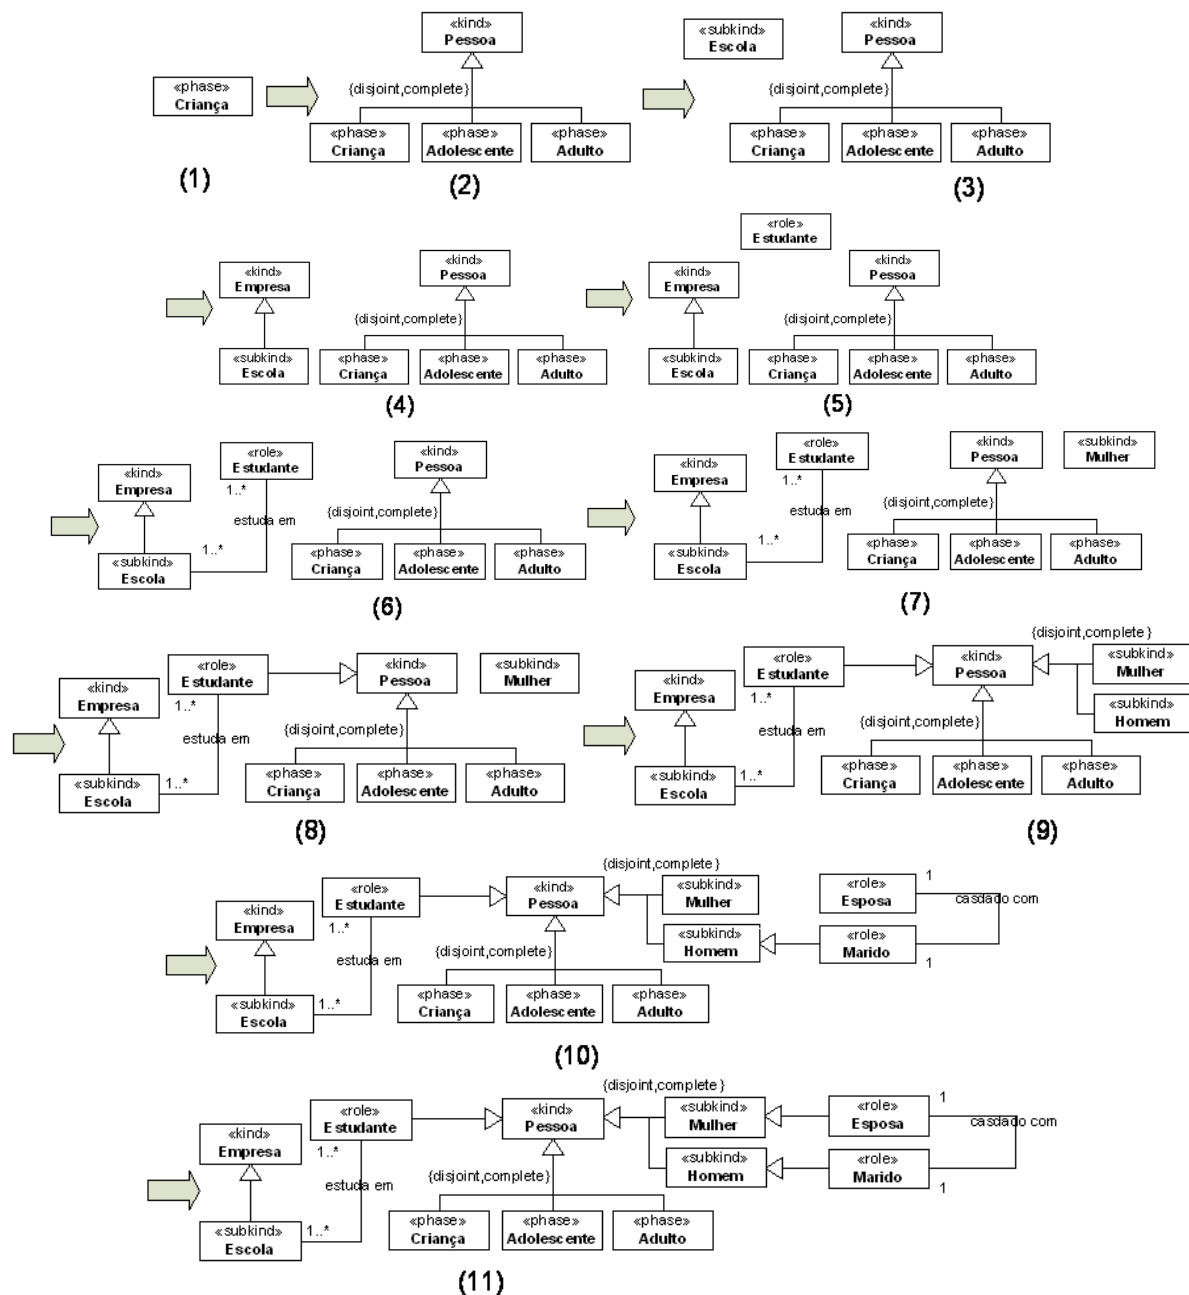 «kind»
Pessoa
{disjoint,complete}
«phase»
Criança
«phase»
Criança
«phase»
Adolescente
«phase»
Adulto
(1)
(2)
«subkind»
Escola
«kind»
Pessoa
{disjoint,complete}
«phase»
Criança
«phase»
Adolescente
«phase»
Adulto
(3)
«kind»
Empresa
«subkind»
Escola
«kind»
Pessoa
{disjoint,complete}
«phase»
Criança
«phase»
Adolescente
«phase»
Adulto
(4)
«role»
Estudante
«kind»
Empresa
«subkind»
Escola
«kind»
Pessoa
{disjoint,complete}
«phase»
Criança
«phase»
Adolescente
«phase»
Adulto
(5)
«kind»
Empresa
«subkind»
Escola
«role»
Estudante
1..*
estuda em
1..*
«kind»
Pessoa
{disjoint,complete}
«phase»
Criança
«phase»
Adolescente
«phase»
Adulto
(6)
«kind»
Empresa
«subkind»
Escola
«role»
Estudante
1..*
estuda em
1..*
«kind»
Pessoa
«subkind»
Mulher
{disjoint,complete}
«phase»
Criança
«phase»
Adolescente
«phase»
Adulto
(7)
«kind»
Empresa
«subkind»
Escola
«role»
Estudante
1..*
estuda em
1..*
«kind»
Pessoa
«subkind»
Mulher
{disjoint,complete}
«phase»
Criança
«phase»
Adolescente
«phase»
Adulto
(8)
«kind»
Empresa
«subkind»
Escola
«role»
Estudante
1..*
estuda em
1..*
«kind»
Pessoa
{disjoint,complete}
«subkind»
Mulher
«subkind»
Homem
{disjoint,complete}
«phase»
Criança
«phase»
Adolescente
«phase»
Adulto
(9)
«kind»
Empresa
«subkind»
Escola
«role»
Estudante
1..*
estuda em
1..*
«kind»
Pessoa
{disjoint,complete}
«subkind»
Mulher
«subkind»
Homem
«role»
Esposa
1
casdado com
«role»
Marido
1
{disjoint,complete}
«phase»
Criança
«phase»
Adolescente
«phase»
Adulto
(10)
«kind»
Empresa
«subkind»
Escola
«role»
Estudante
1..*
estuda em
1..*
«kind»
Pessoa
{disjoint,complete}
«subkind»
Mulher
«subkind»
Homem
«role»
Esposa
1
casdado com
«role»
Marido
1
{disjoint,complete}
«phase»
Criança
«phase»
Adolescente
«phase»
Adulto
(11)